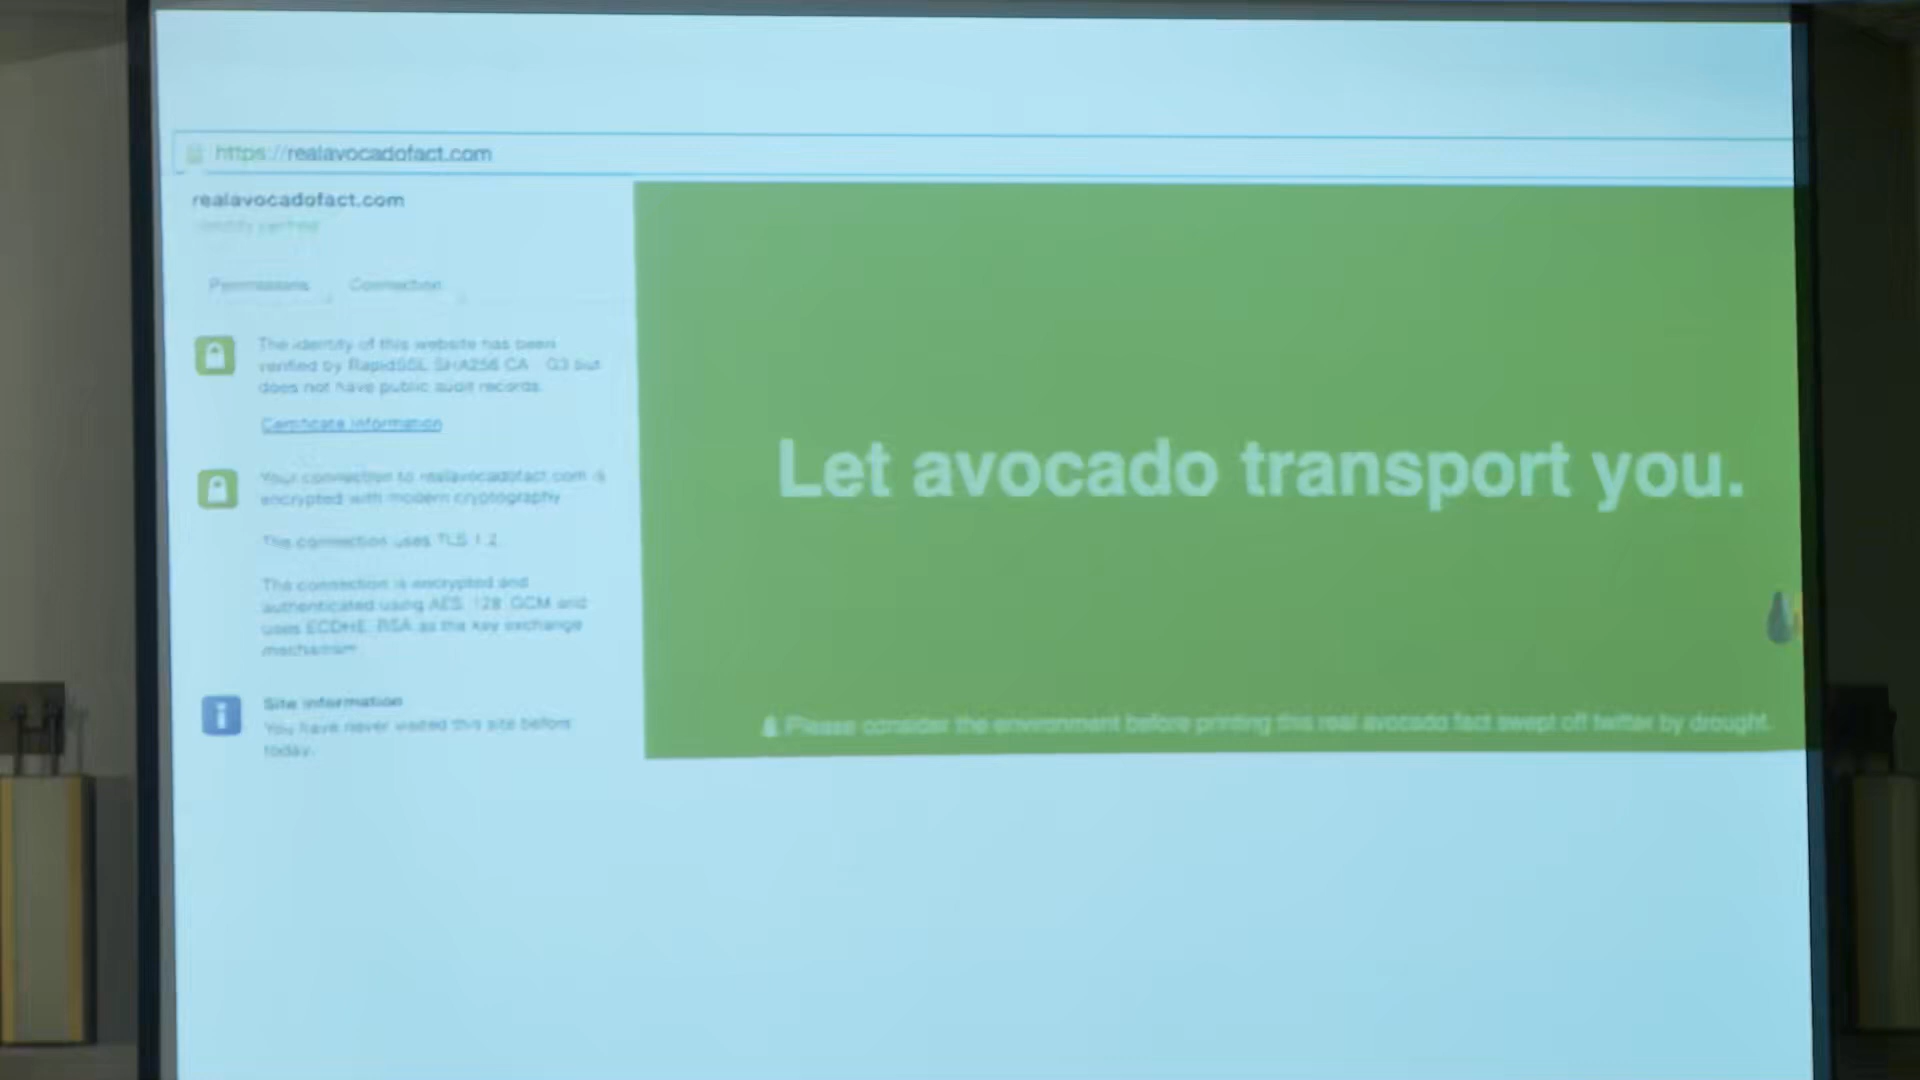 https://realavocadofact.com
realavocadofact.com
Identity verified
Permissions Connection
The identity of this website has been
verified by RapidSSL SHA256 CA - G3 but
does not have public audit records.
Certificate information
Your connection to realavocadofact.com is
encrypted with modern cryptography
This connection uses TLS 1.2
The connection is encrypted and
authenticated using AES_128_GCM and
uses ECDHE_RSA as the key exchange
mechanism
Site information
You have never visited this site before
today.
Let avocado transport you.
Please consider the environment before printing this real avocado fact swept off twitter by drought.